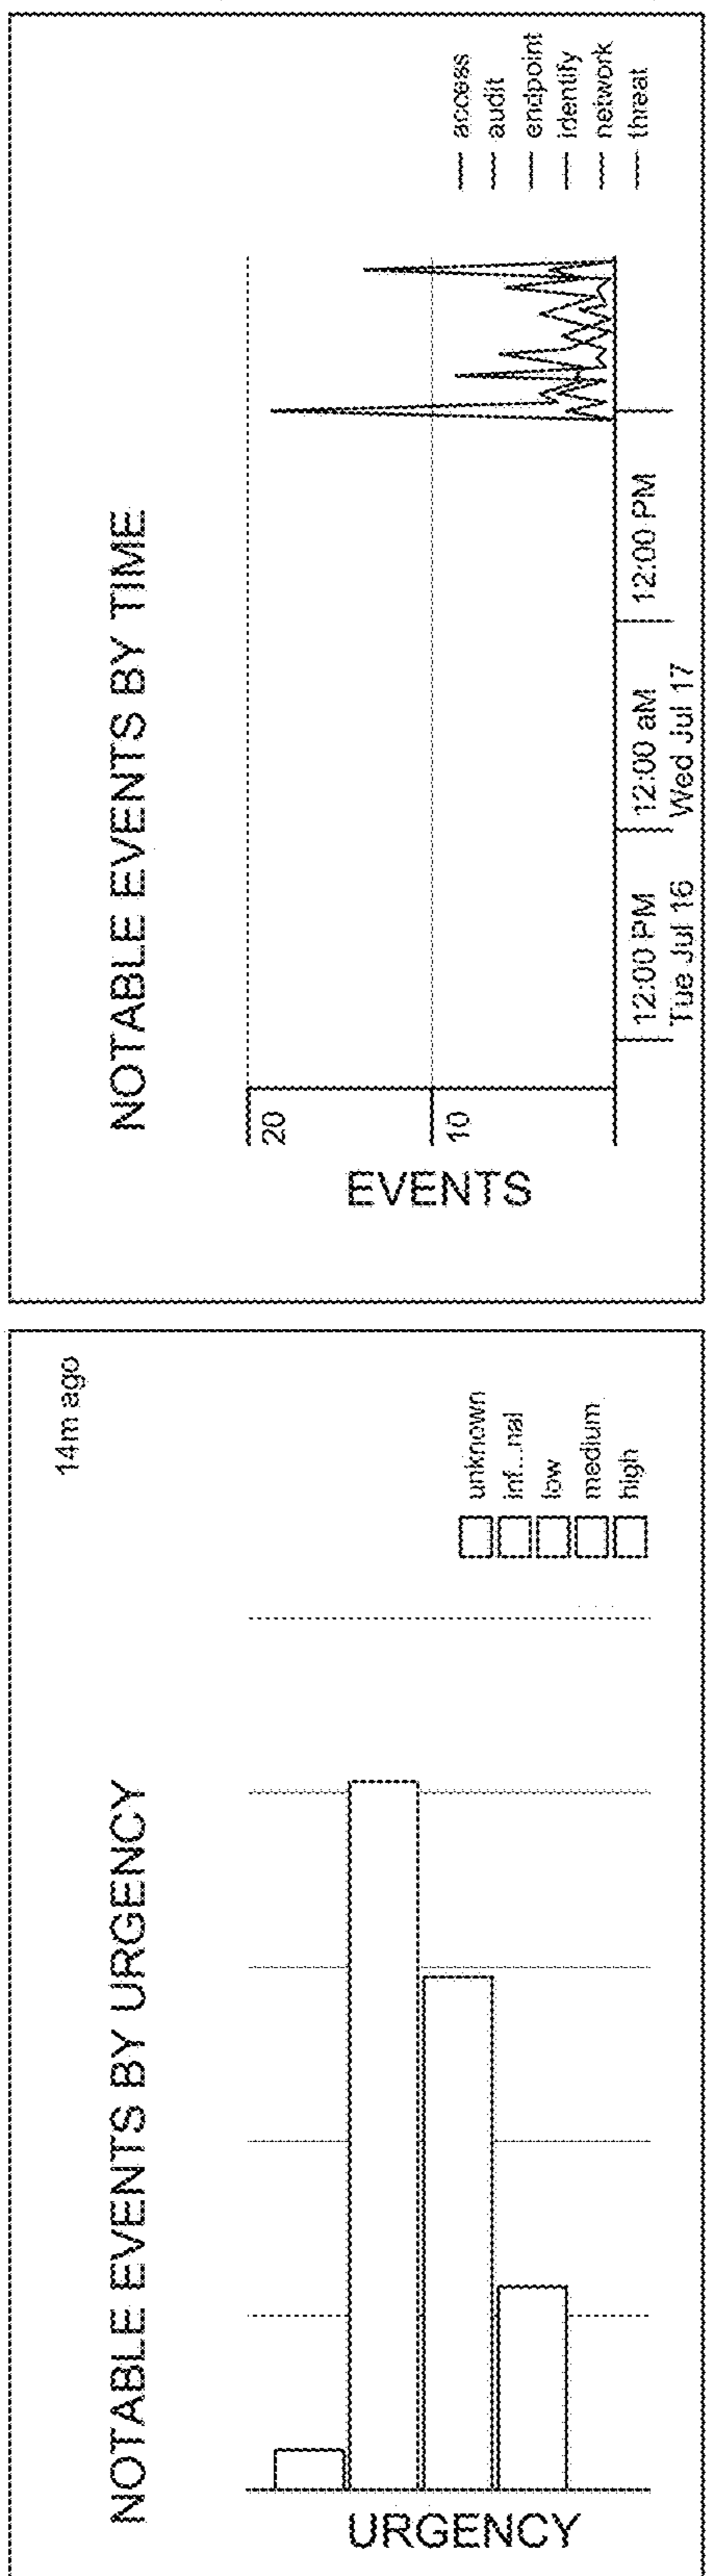 NOTABLE EVENTS BY URGENCY
14m ago
URGENCY
unknown
inf...nal
low
medium
high
NOTABLE EVENTS BY TIME
EVENTS
20
10
12:00 PM
Tue Jul 16
12:00 aM
Wed Jul 17
12:00 PM
access
audit
endpoint
identify
network
threat